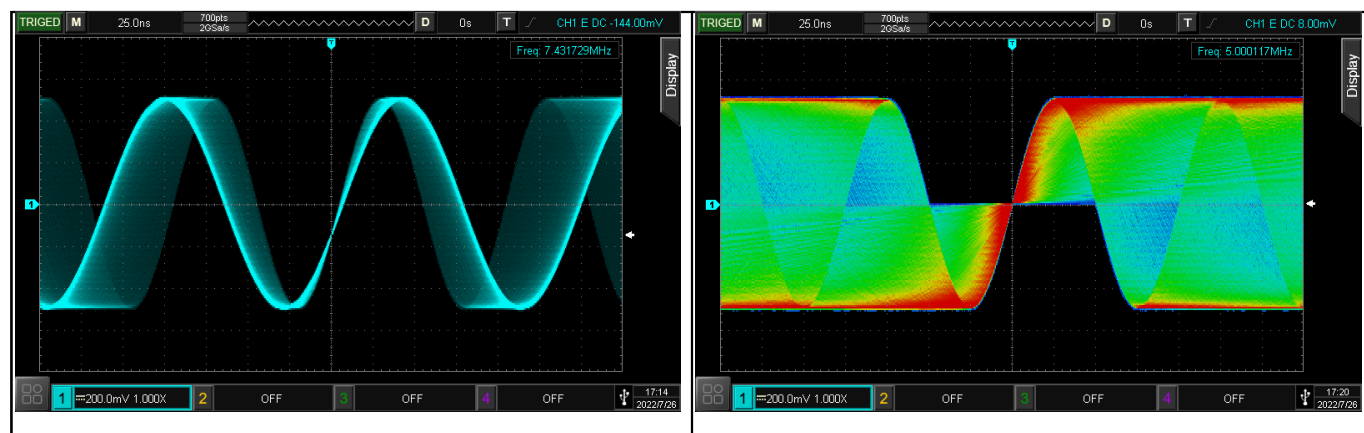 TRIGED M 25.0ns 700pts 2GSa/s D 0s T CH1 E DC -144.00mV
Freq: 7.431729MHz
Display
T
1
1 200.0mV 1.000X 2 OFF 3 OFF 4 OFF 17:14 2022/7/26
TRIGED M 25.0ns 700pts 2GSa/s D 0s T CH1 E DC 8.00mV
Freq: 5.000117MHz
Display
T
1
1 200.0mV 1.000X 2 OFF 3 OFF 4 OFF 17:20 2022/7/26